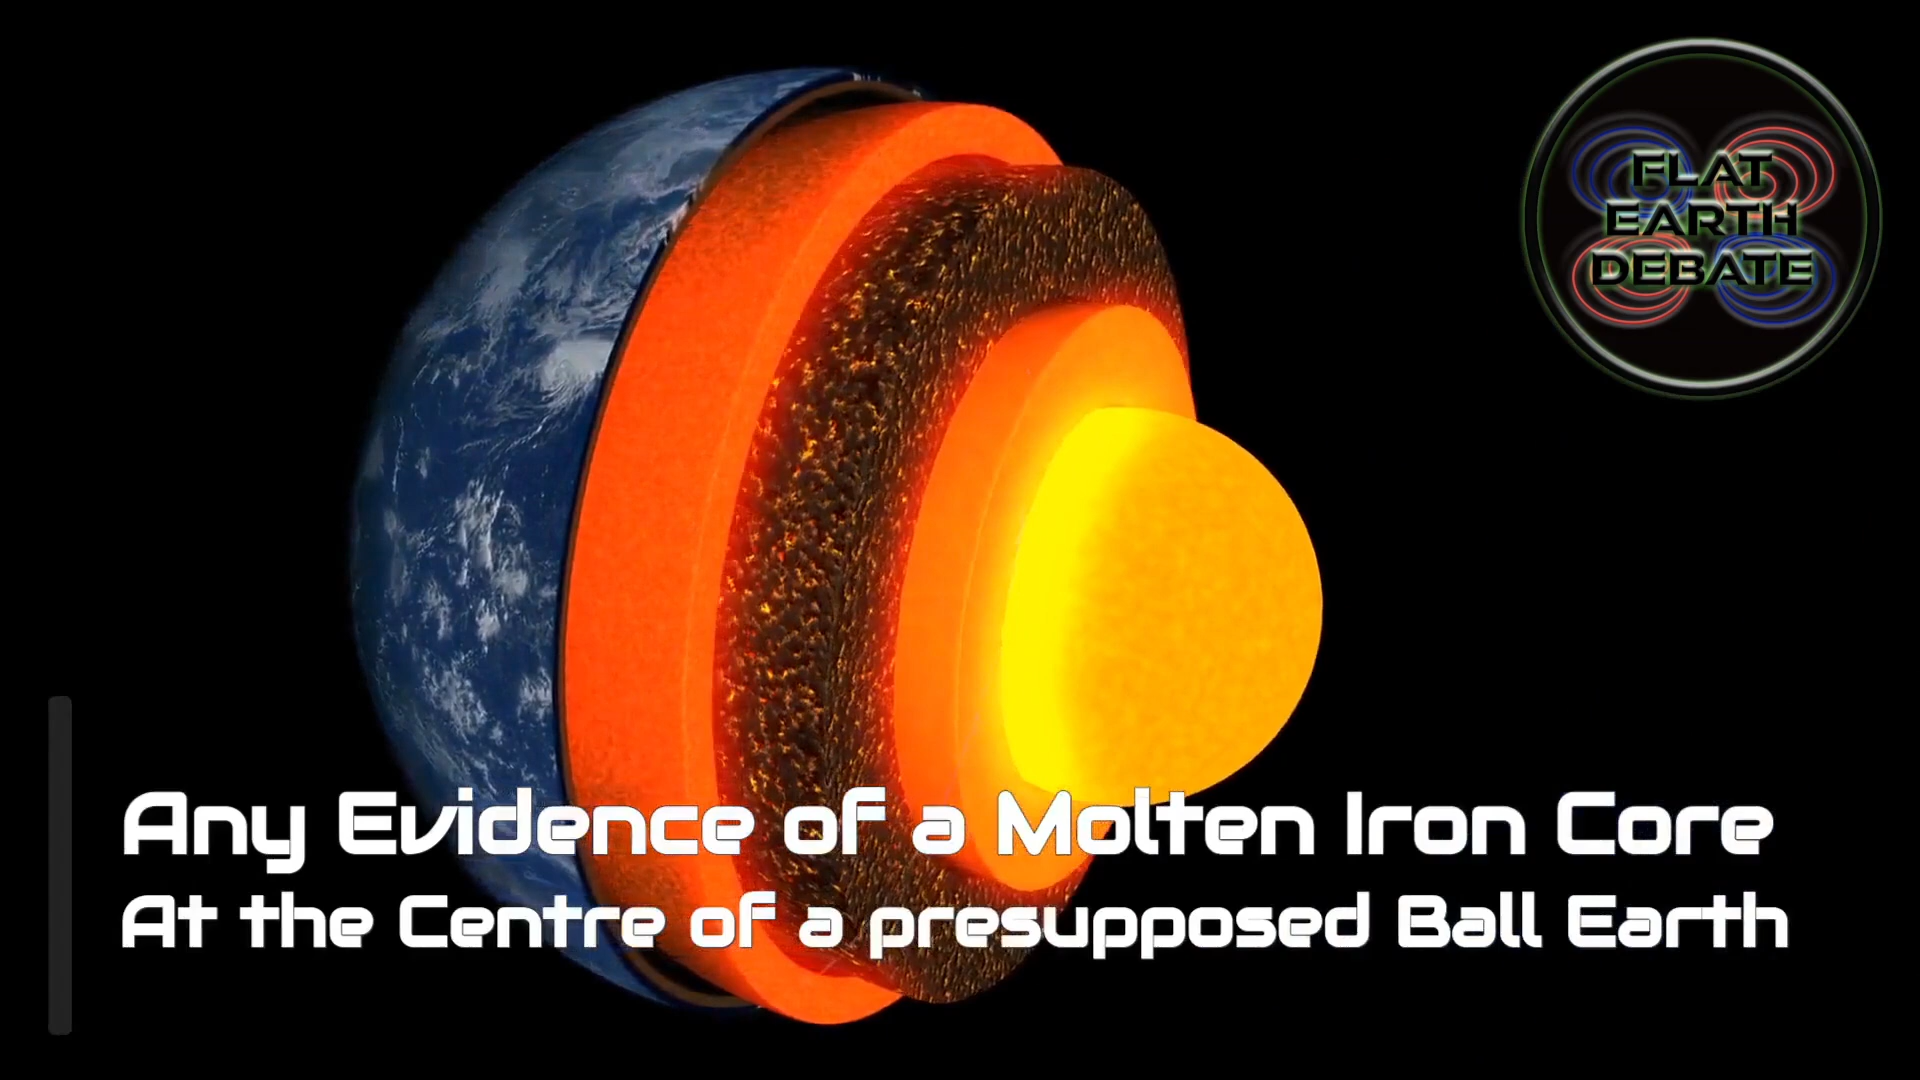 FLAT
EARTH
DEBATE
Any Evidence of a Molten Iron Core
At the Centre of a presupposed Ball Earth